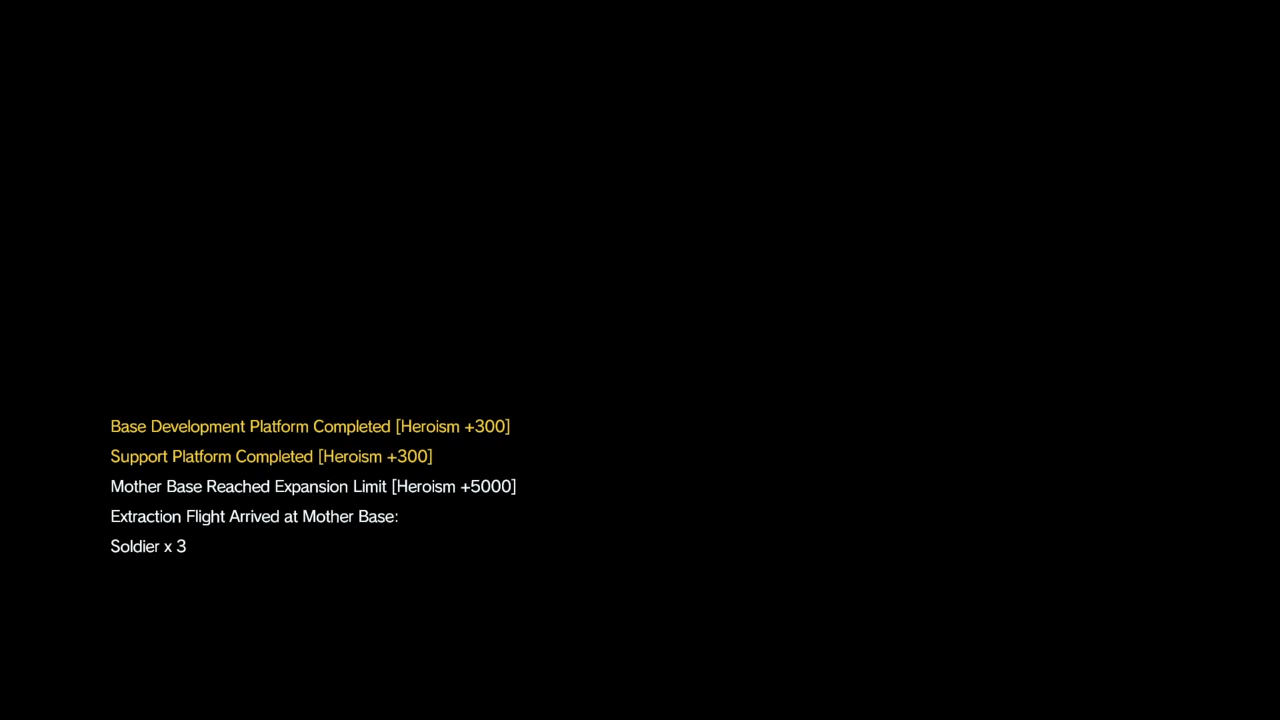 Base Development Platform Completed [Heroism +300]
Support Platform Completed [Heroism +300]
Mother Base Reached Expansion Limit [Heroism +5000]
Extraction Flight Arrived at Mother Base:
Soldier x 3